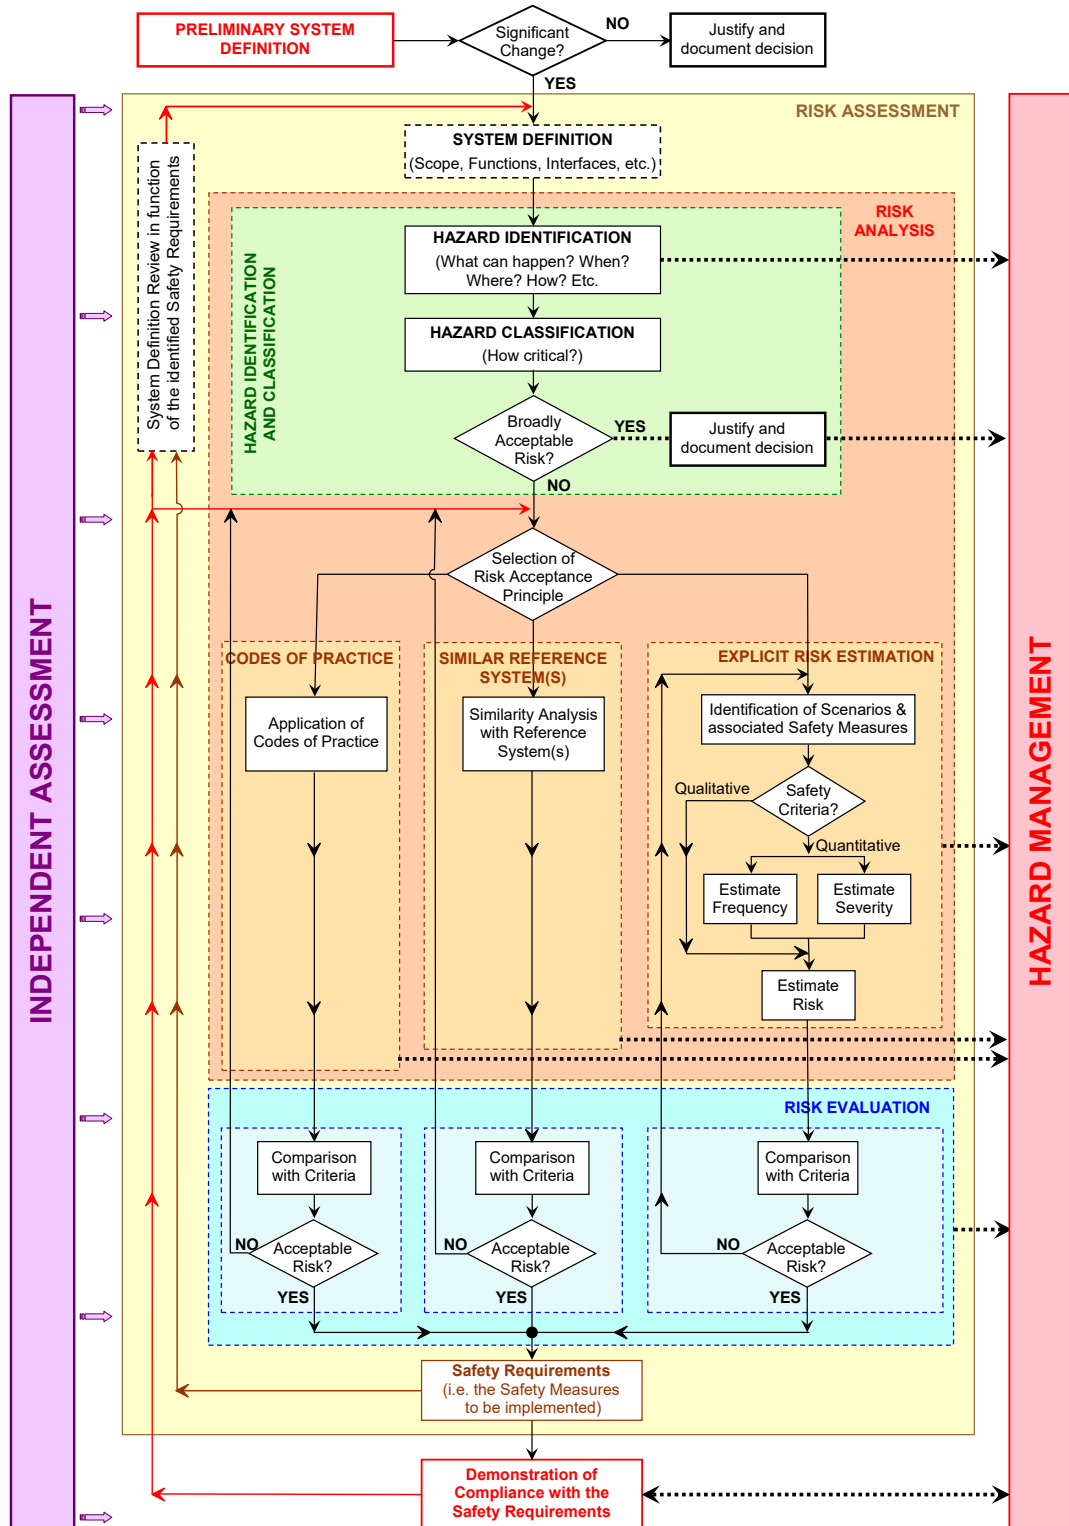 PRELIMINARY SYSTEM
DEFINITION
Significant
Change?
NO
Justify and
document decision
YES
INDEPENDENT ASSESSMENT
HAZARD MANAGEMENT
RISK ASSESSMENT
System Definition Review in function
of the identified Safety Requirements
SYSTEM DEFINITION
(Scope, Functions, Interfaces, etc.)
RISK
ANALYSIS
HAZARD IDENTIFICATION
AND CLASSIFICATION
HAZARD IDENTIFICATION
(What can happen? When?
Where? How? Etc.
HAZARD CLASSIFICATION
(How critical?)
Broadly
Acceptable
Risk?
YES
Justify and
document decision
NO
Selection of
Risk Acceptance
Principle
CODES OF PRACTICE
Application of
Codes of Practice
SIMILAR REFERENCE
SYSTEM(S)
Similarity Analysis
with Reference
System(s)
EXPLICIT RISK ESTIMATION
Identification of Scenarios &
associated Safety Measures
Qualitative
Safety
Criteria?
Quantitative
Estimate
Frequency
Estimate
Severity
Estimate
Risk
RISK EVALUATION
Comparison
with Criteria
NO
Acceptable
Risk?
YES
Comparison
with Criteria
NO
Acceptable
Risk?
YES
Comparison
with Criteria
NO
Acceptable
Risk?
YES
Safety Requirements
(i.e. the Safety Measures
to be implemented)
Demonstration of
Compliance with the
Safety Requirements